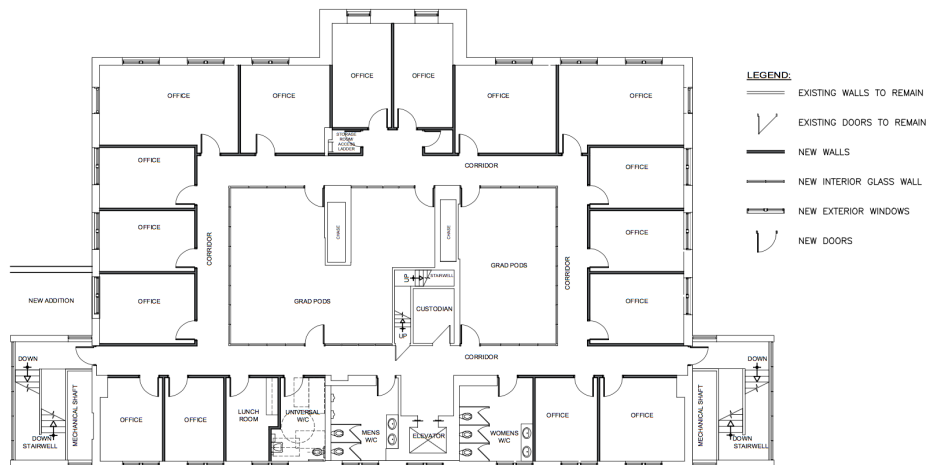 OFFICE
OFFICE
LEGEND:
OFFICE
OFFICE
OFFICE
OFFICE
EXISTING WALLS TO REMAIN
EXISTING DOORS TO REMAIN
STORAGE
ROOM
ACCESS
LADDER
NEW WALLS
OFFICE
CORRIDOR
OFFICE
NEW INTERIOR GLASS WALL
NEW EXTERIOR WINDOWS
OFFICE
CHASE
CHASE
OFFICE
NEW DOORS
CORRIDOR
GRAD PODS
CORRIDOR
UP
STAIRWELL
NEW ADDITION
OFFICE
GRAD PODS
CUSTODIAN
OFFICE
UP
DOWN
CORRIDOR
DOWN
MECHANICAL SHAFT
OFFICE
OFFICE
LUNCH
ROOM
UNIVERSAL
W/C
MENS
W/C
ELEVATOR
WOMENS
W/C
OFFICE
OFFICE
MECHANICAL SHAFT
DOWN
STAIRWELL
DOWN
STAIRWELL